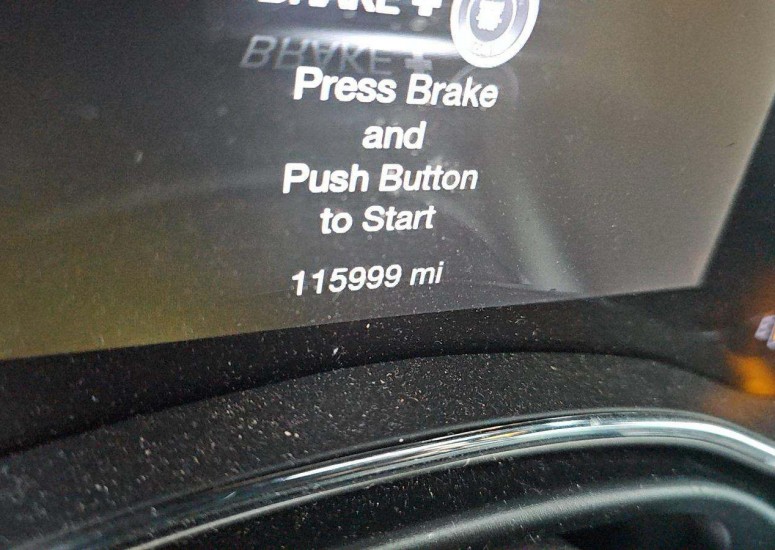 BRAKE +
Press Brake
and
Push Button
to Start
115999 mi